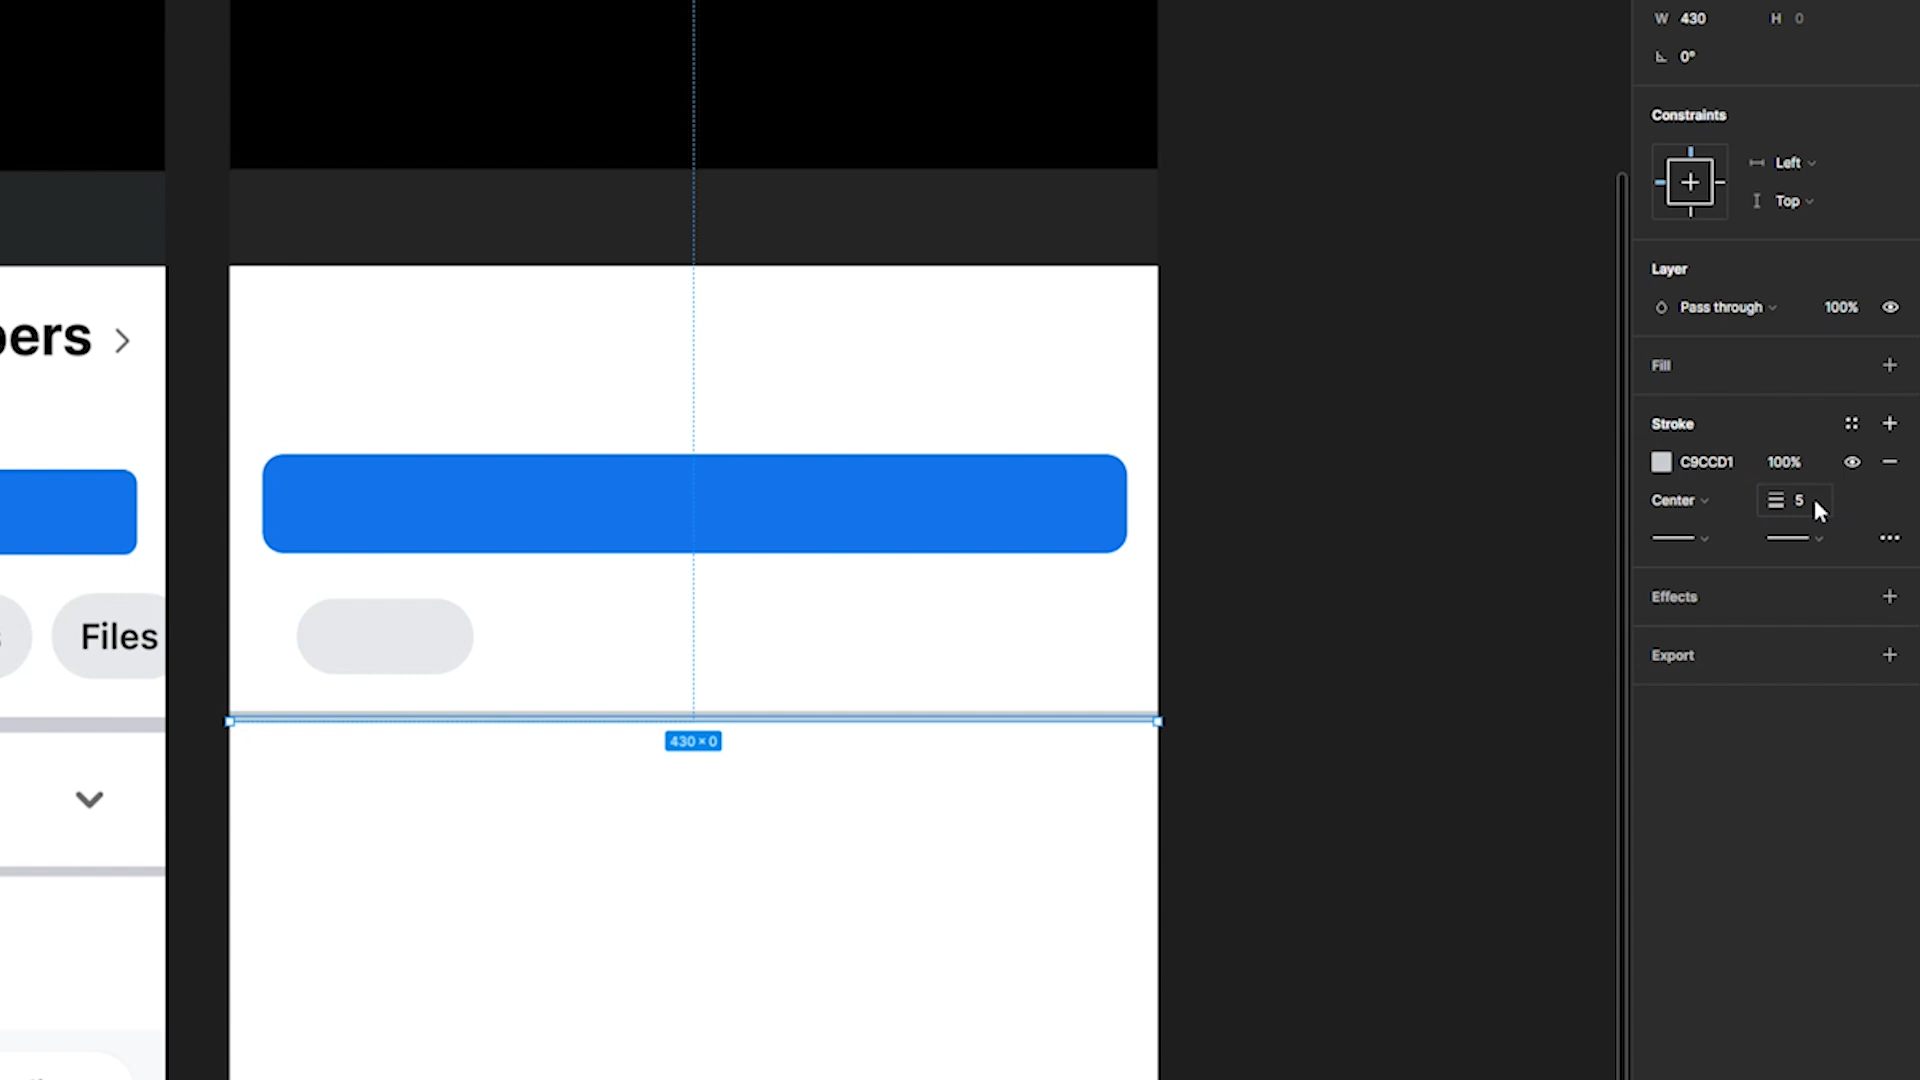 W 430 H 0
0°
Constraints
Left
Top
Layer
Pass through 100%
Fill
Stroke
C9CCD1 100%
Center 5
Effects
Export
bers
Files
430 × 0